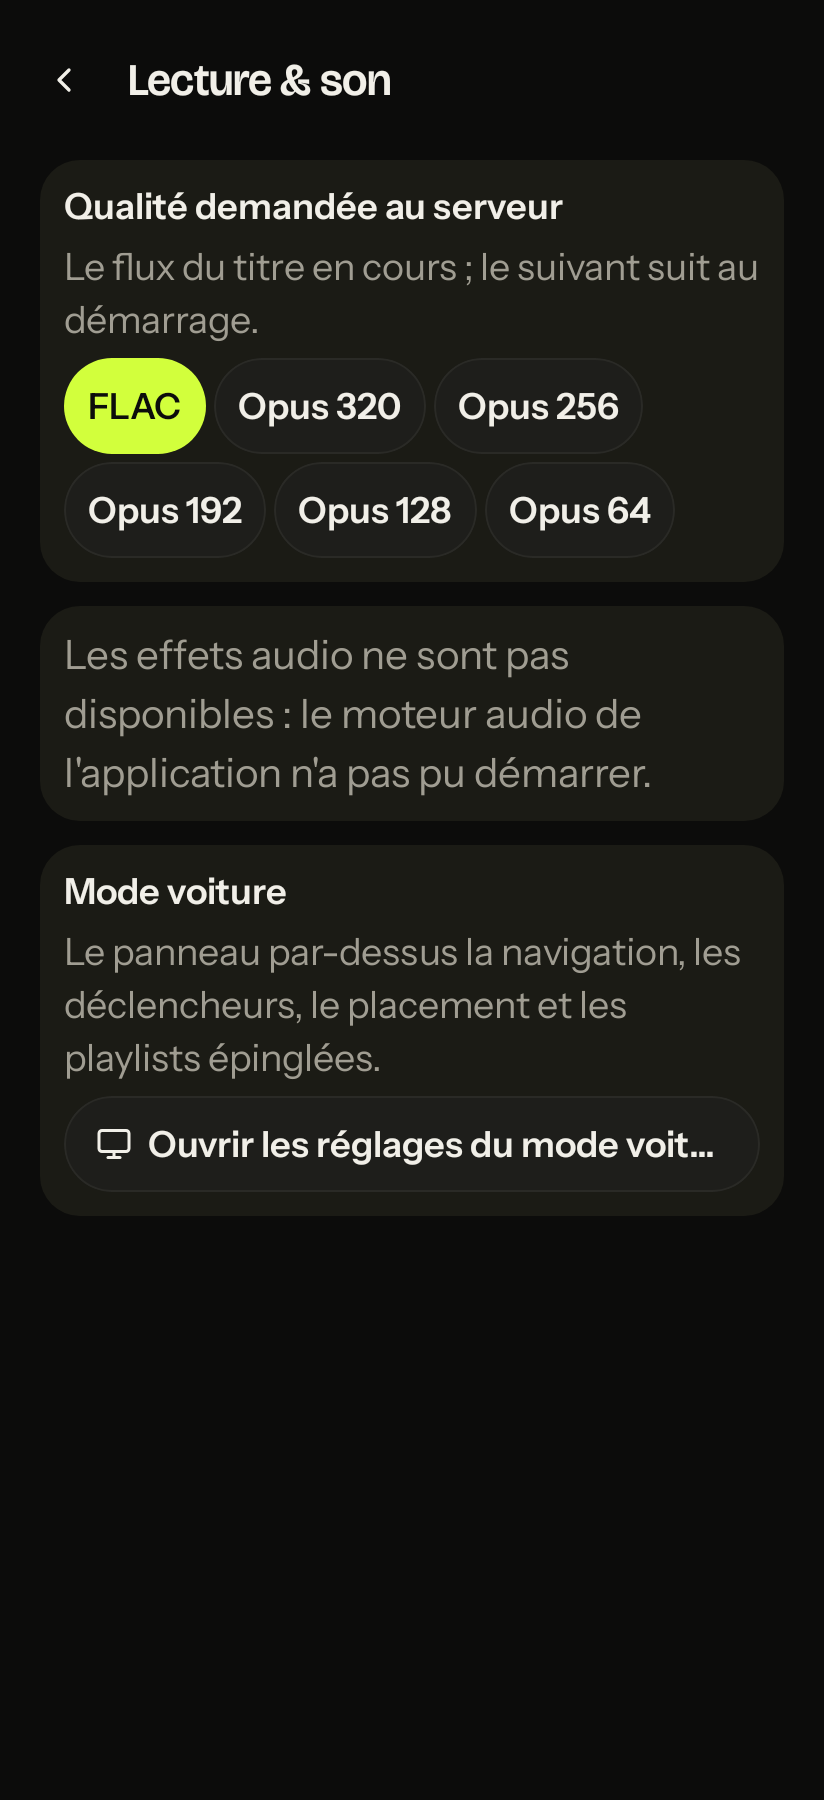 Lecture & son
Qualité demandée au serveur
Le flux du titre en cours ; le suivant suit au
démarrage.
FLAC
Opus 320
Opus 256
Opus 192
Opus 128
Opus 64
Les effets audio ne sont pas
disponibles : le moteur audio de
l'application n'a pas pu démarrer.
Mode voiture
Le panneau par-dessus la navigation, les
déclencheurs, le placement et les
playlists épinglées.
Ouvrir les réglages du mode voit...